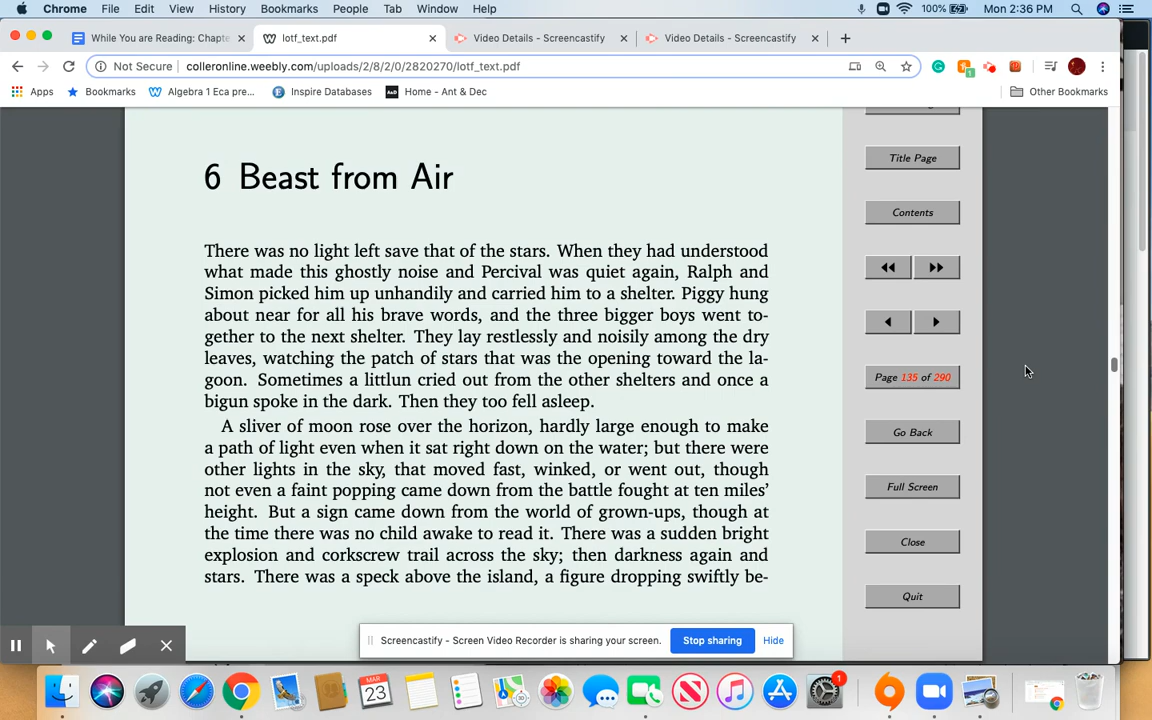 Chrome File Edit View History Bookmarks People Tab Window Help 100% Mon 2:36 PM
While You are Reading: Chapte lotf_text.pdf Video Details - Screencastify Video Details - Screencastify
Not Secure colleronline.weebly.com/uploads/2/8/2/0/2820270/lotf_text.pdf
Apps Bookmarks Algebra 1 Eca pre... Inspire Databases Home - Ant & Dec Other Bookmarks
6 Beast from Air
There was no light left save that of the stars. When they had understood
what made this ghostly noise and Percival was quiet again, Ralph and
Simon picked him up unhandily and carried him to a shelter. Piggy hung
about near for all his brave words, and the three bigger boys went to-
gether to the next shelter. They lay restlessly and noisily among the dry
leaves, watching the patch of stars that was the opening toward the la-
goon. Sometimes a littlun cried out from the other shelters and once a
bigun spoke in the dark. Then they too fell asleep.
A sliver of moon rose over the horizon, hardly large enough to make
a path of light even when it sat right down on the water; but there were
other lights in the sky, that moved fast, winked, or went out, though
not even a faint popping came down from the battle fought at ten miles’
height. But a sign came down from the world of grown-ups, though at
the time there was no child awake to read it. There was a sudden bright
explosion and corkscrew trail across the sky; then darkness again and
stars. There was a speck above the island, a figure dropping swiftly be-
Title Page
Contents
Page 135 of 290
Go Back
Full Screen
Close
Quit
Screencastify - Screen Video Recorder is sharing your screen. Stop sharing Hide
MAR
23
1